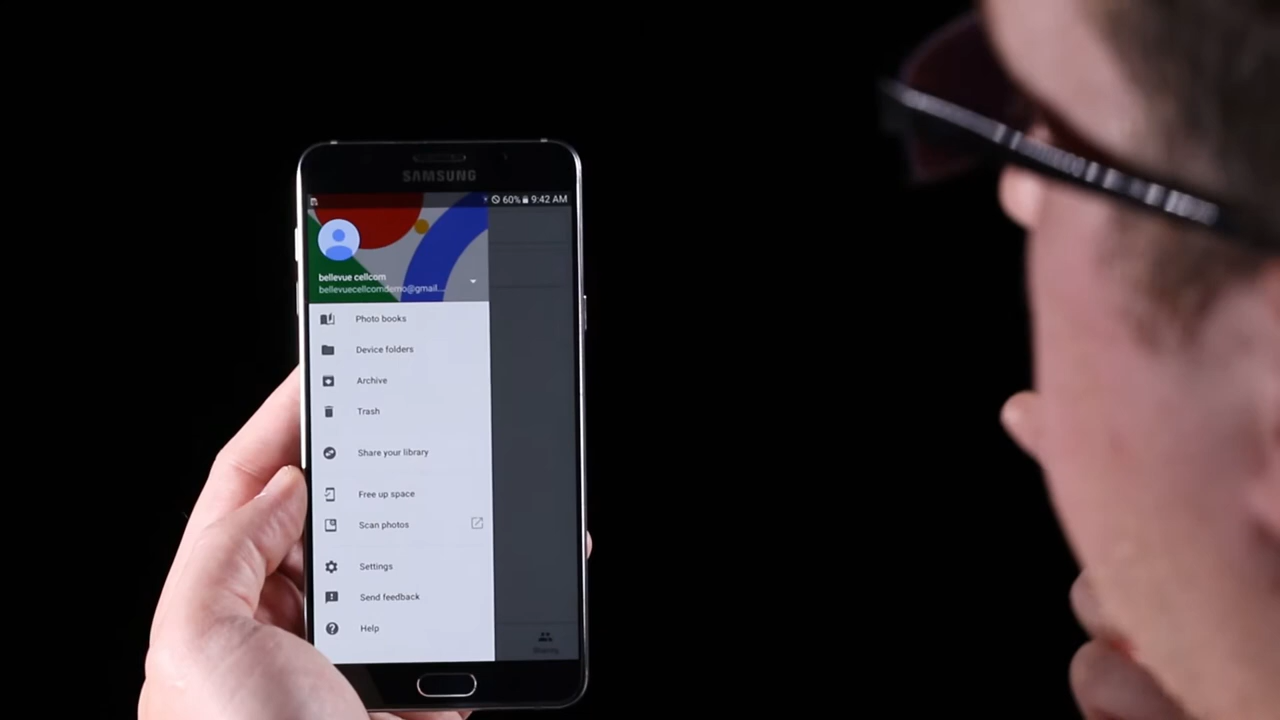 SAMSUNG
60% 9:42 AM
bellevue cellcom
bellevuecellcomdemo@gmail....
Photo books
Device folders
Archive
Trash
Share your library
Free up space
Scan photos
Settings
Send feedback
Help
Sharing